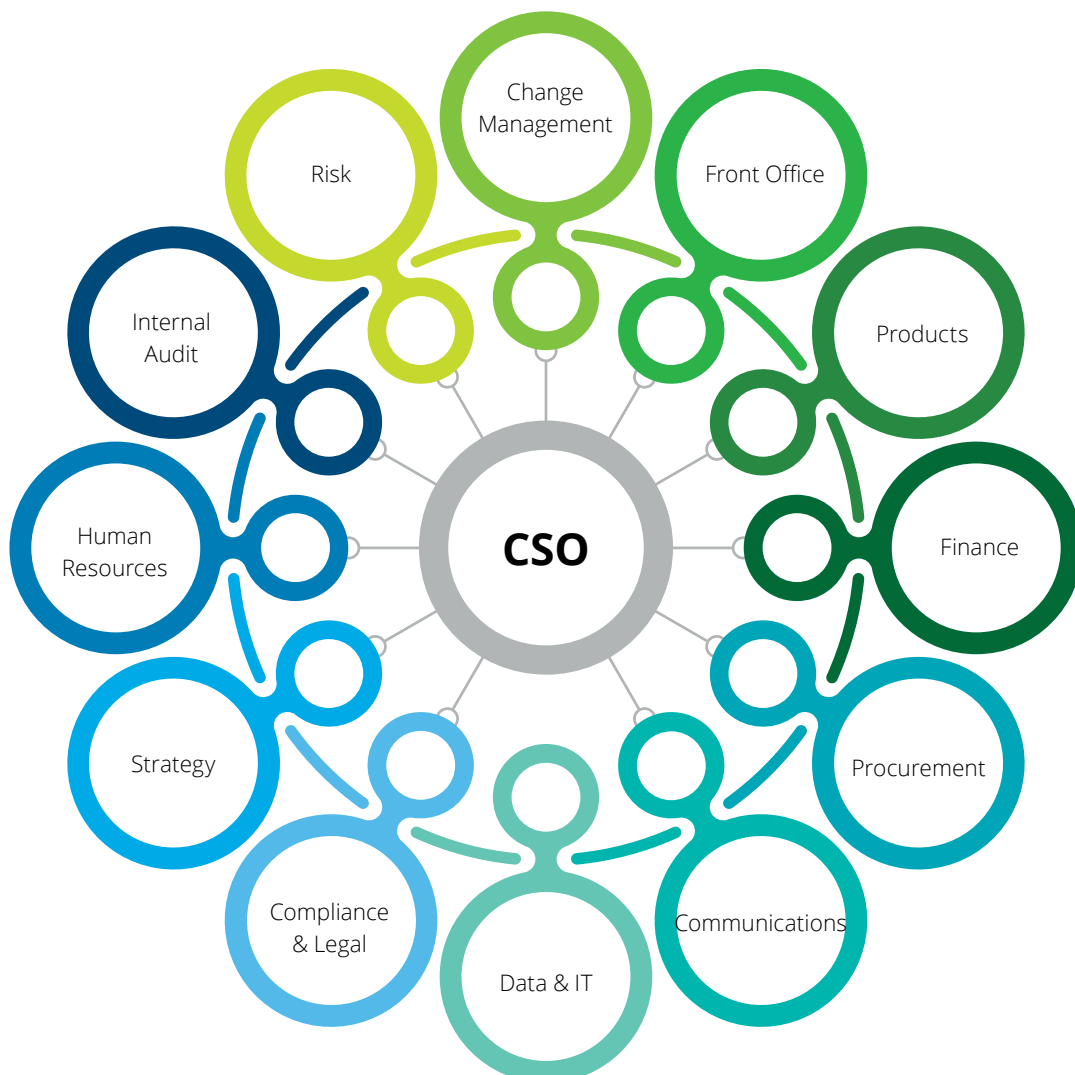 Change
Management
Front Office
Products
Finance
Procurement
Communications
Data & IT
Compliance
& Legal
Strategy
Human
Resources
Internal
Audit
Risk
CSO